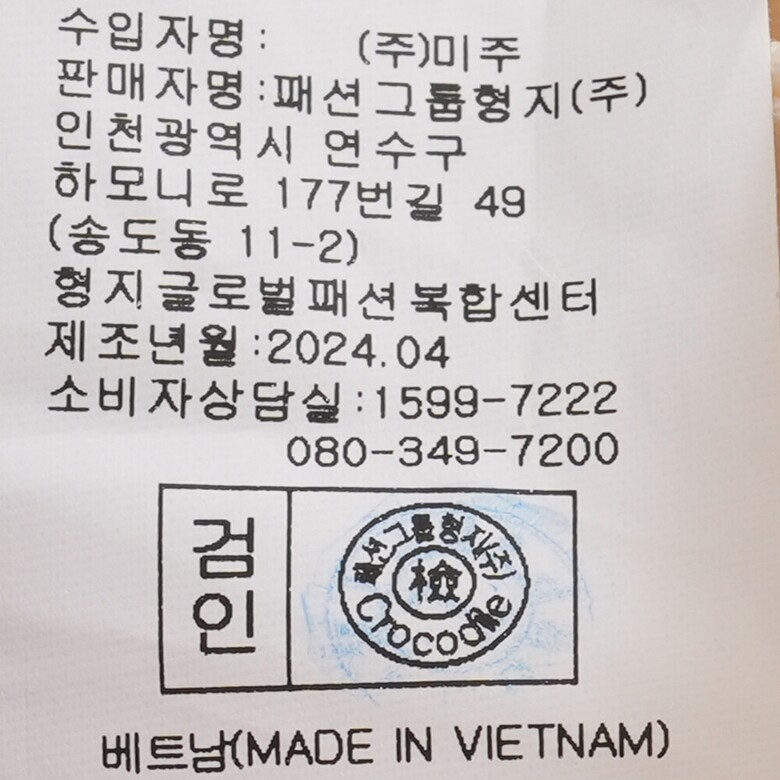 수입자명: (주)미주
판매자명:패션그룹형지(주)
인천광역시 연수구
하모니로 177번길 49
(송도동 11-2)
형지글로벌패션복합센터
제조년월:2024.04
소비자상담실:1599-7222
080-349-7200
검인
패션그룹형지(주)
檢
Crocodile
베트남(MADE IN VIETNAM)